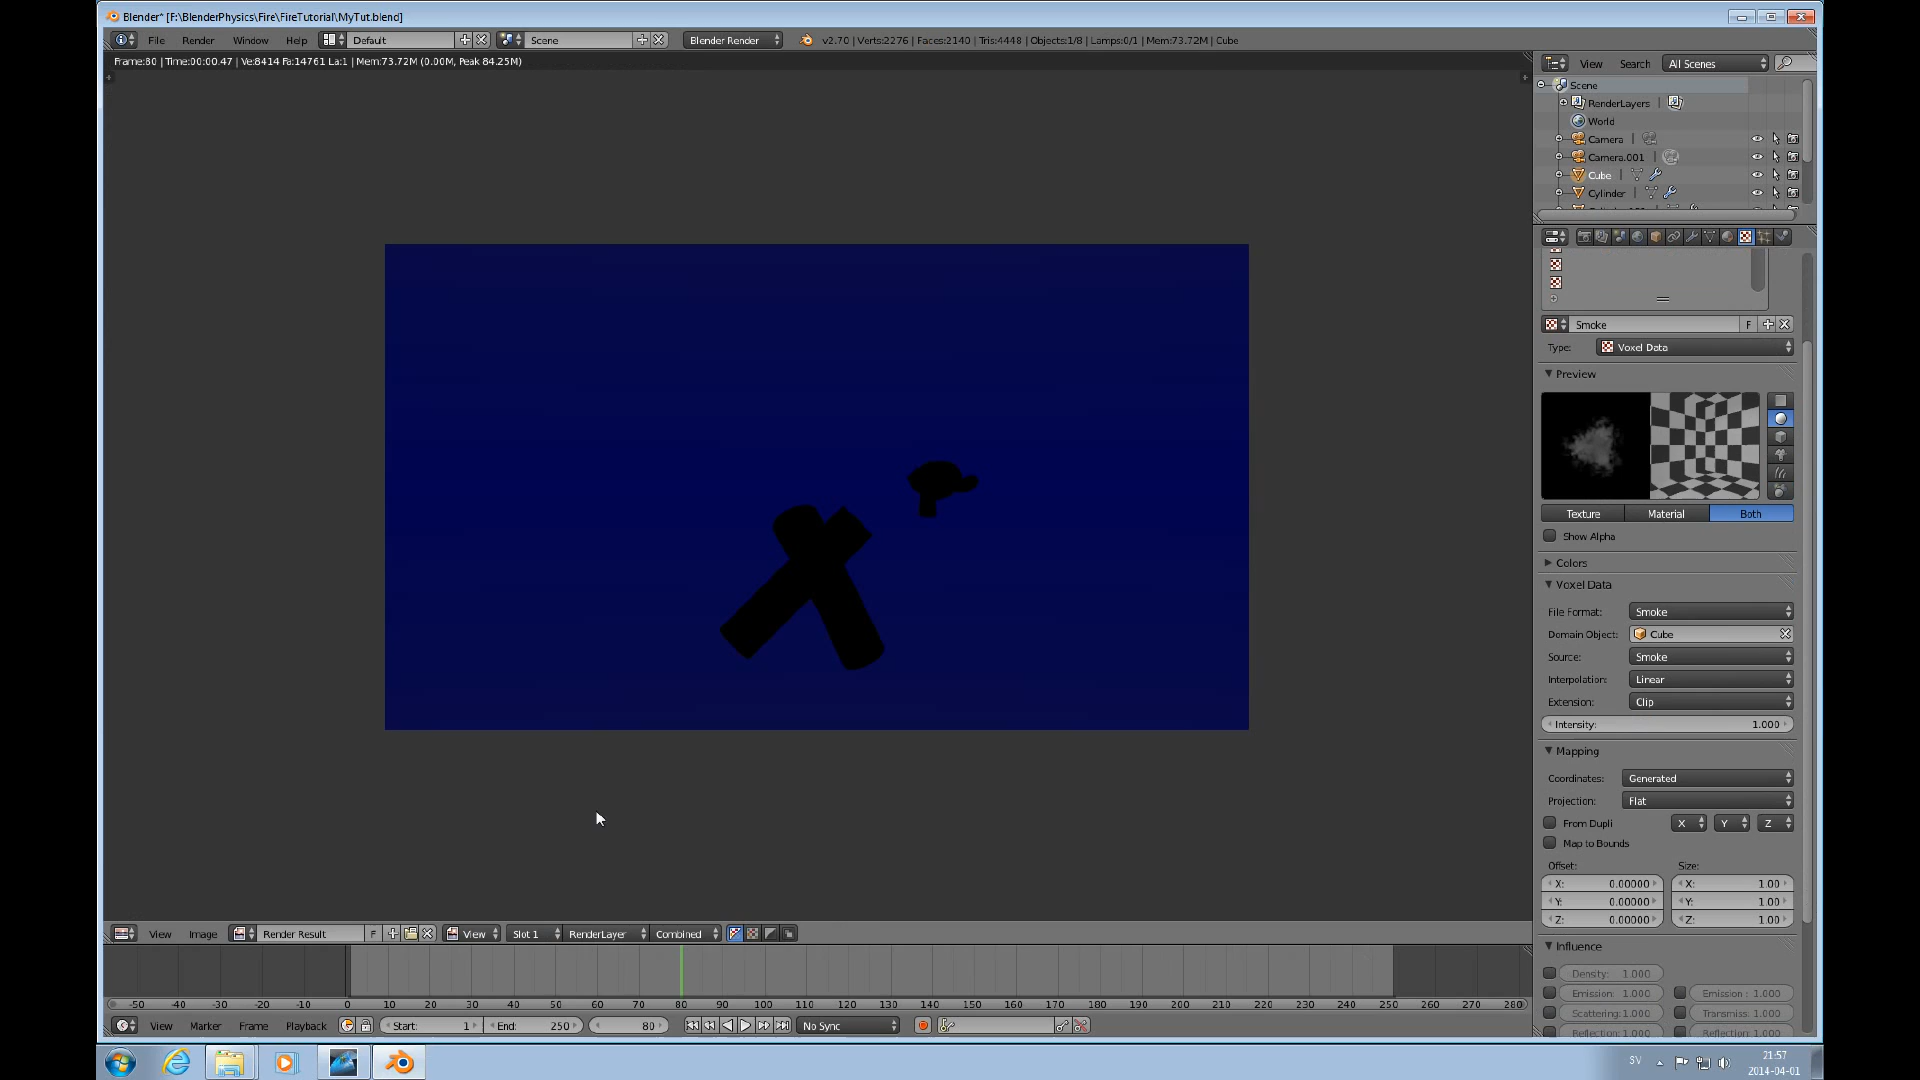 Blender* [F:\BlenderPhysics\Fire\FireTutorial\MyTut.blend]
File Render Window Help Default Scene Blender Render v2.70 | Verts:2276 | Faces:2140 | Tris:4448 | Objects:1/8 | Lamps:0/1 | Mem:73.72M | Cube
Frame:80 | Time:00:00.47 | Ve:8414 Fa:14761 La:1 | Mem:73.72M (0.00M, Peak 84.25M)
View Search All Scenes
Scene
RenderLayers |
World
Camera |
Camera.001 |
Cube |
Cylinder |
Smoke F
Type: Voxel Data
Preview
Texture Material Both
Show Alpha
Colors
Voxel Data
File Format: Smoke
Domain Object: Cube
Source: Smoke
Interpolation: Linear
Extension: Clip
Intensity: 1.000
Mapping
Coordinates: Generated
Projection: Flat
From Dupli X Y Z
Map to Bounds
Offset: Size:
X: 0.00000 X: 1.00
Y: 0.00000 Y: 1.00
Z: 0.00000 Z: 1.00
Influence
Density: 1.000
Emission: 1.000 Emission : 1.000
Scattering: 1.000 Transmiss: 1.000
Reflection: 1.000 Reflection: 1.000
View Image Render Result F View Slot 1 RenderLayer Combined
-50 -40 -30 -20 -10 0 10 20 30 40 50 60 70 80 90 100 110 120 130 140 150 160 170 180 190 200 210 220 230 240 250 260 270 280
View Marker Frame Playback Start: 1 End: 250 80 No Sync
SV 21:57
2014-04-01